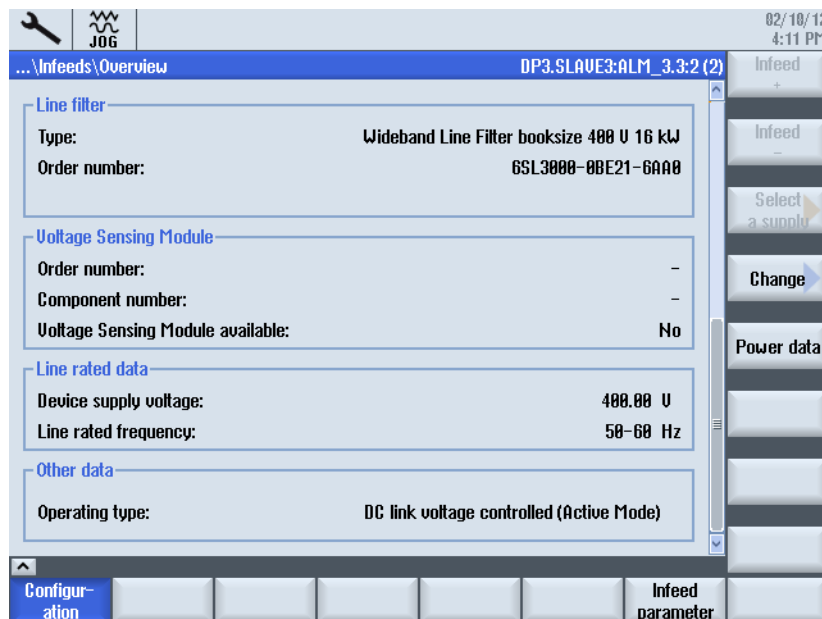 JOG
02/10/1
4:11 PM
...\Infeeds\Overview DP3.SLAVE3:ALM_3.3:2 (2)
Line filter
Type: Wideband Line Filter booksize 400 V 16 kW
Order number: 6SL3000-0BE21-6AA0
Voltage Sensing Module
Order number: -
Component number: -
Voltage Sensing Module available: No
Line rated data
Device supply voltage: 400.00 V
Line rated frequency: 50-60 Hz
Other data
Operating type: DC link voltage controlled (Active Mode)
Infeed
+
Infeed
-
Select
a supply
Change
Power data
Configur-
ation
Infeed
parameter